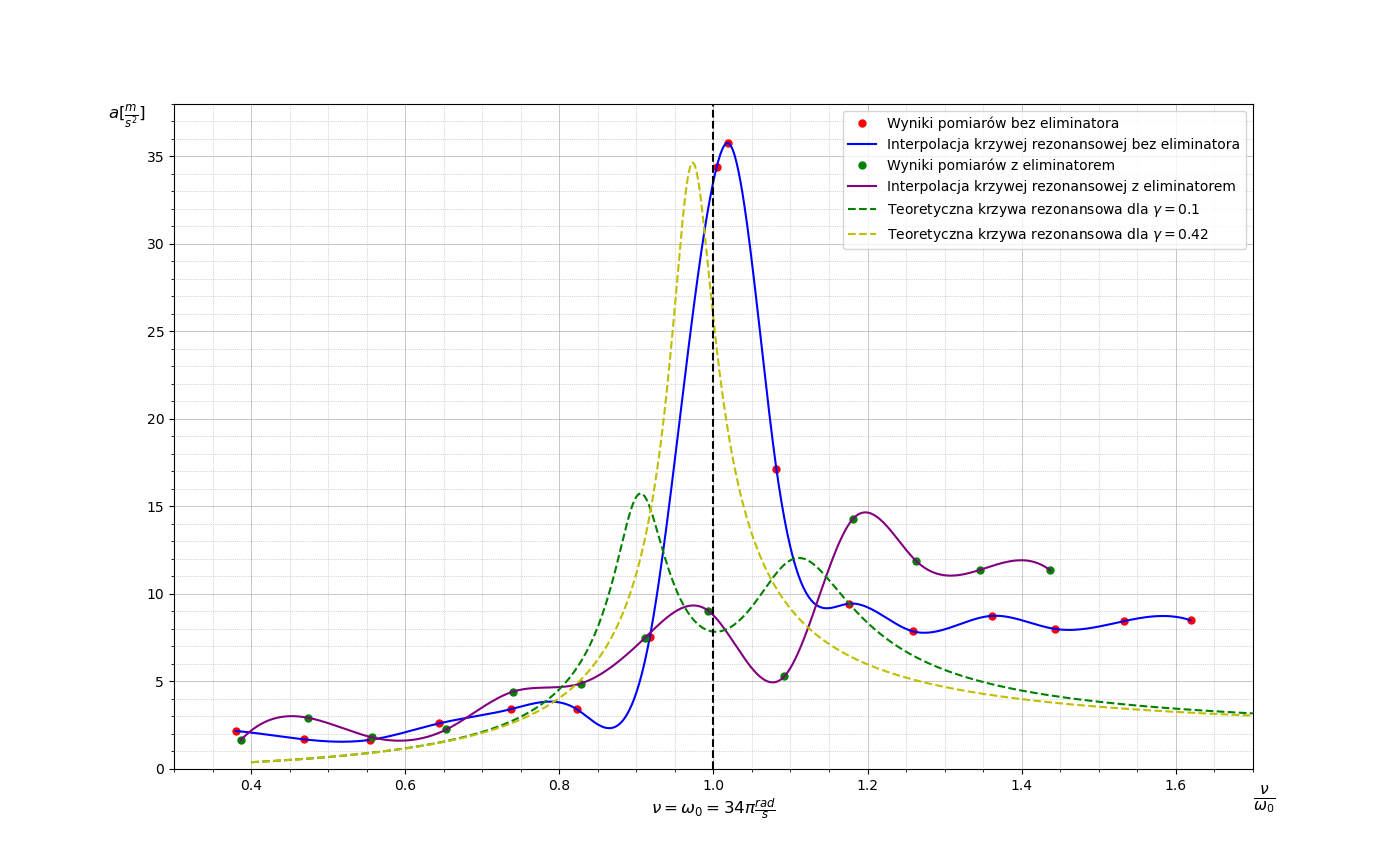 a[m/s²]
35
30
25
20
15
10
5
0
Wyniki pomiarów bez eliminatora
Interpolacja krzywej rezonansowej bez eliminatora
Wyniki pomiarów z eliminatorem
Interpolacja krzywej rezonansowej z eliminatorem
Teoretyczna krzywa rezonansowa dla γ = 0.1
Teoretyczna krzywa rezonansowa dla γ = 0.42
0.4 0.6 0.8 1.0 1.2 1.4 1.6
ν/ω₀
ν = ω₀ = 34π rad/s